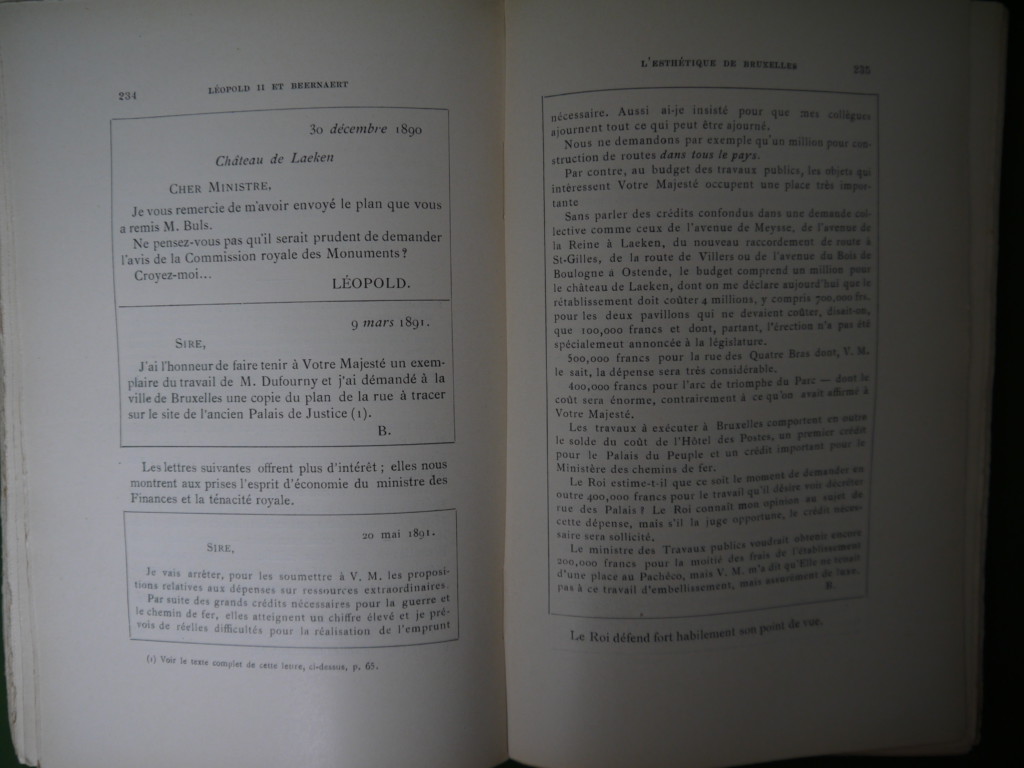 234
LÉOPOLD II ET BEERNAERT
30 décembre 1890
Château de Laeken
CHER MINISTRE,
Je vous remercie de m'avoir envoyé le plan que vous
a remis M. Buls.
Ne pensez-vous pas qu'il serait prudent de demander
l'avis de la Commission royale des Monuments ?
Croyez-moi...
LÉOPOLD.
9 mars 1891.
SIRE,
J'ai l'honneur de faire tenir à Votre Majesté un exem-
plaire du travail de M. Dufourny et j'ai démandé à la
ville de Bruxelles une copie du plan de la rue à tracer
sur le site de l'ancien Palais de Justice (1).
B.
Les lettres suivantes offrent plus d'intérêt ; elles nous
montrent aux prises l'esprit d'économie du ministre des
Finances et la ténacité royale.
20 mai 1891.
SIRE,
Je vais arrêter, pour les soumettre à V. M. les proposi-
tions relatives aux dépenses sur ressources extraordinaires.
Par suite des grands crédits nécessaires pour la guerre et
le chemin de fer, elles atteignent un chiffre élevé et je pré-
vois de réelles difficultés pour la réalisation de l'emprunt
(1) Voir le texte complet de cette lettre, ci-dessus, p. 65.
L'ESTHÉTIQUE DE BRUXELLES
235
nécessaire. Aussi ai-je insisté pour que mes collègues
ajournent tout ce qui peut être ajourné.
Nous ne demandons par exemple qu'un million pour con-
struction de routes dans tous le pays.
Par contre, au budget des travaux publics, les objets qui
intéressent Votre Majesté occupent une place très impor-
tante
Sans parler des crédits confondus dans une demande col-
lective comme ceux de l'avenue de Meysse, de l'avenue de
la Reine à Laeken, du nouveau raccordement de route à
St-Gilles, de la route de Villers ou de l'avenue du Bois de
Boulogne à Ostende, le budget comprend un million pour
le château de Laeken, dont on me déclare aujourd'hui que le
rétablissement doit coûter 4 millions, y compris 700,000 frs.
pour les deux pavillons qui ne devaient coûter, disait-on,
que 100,000 francs et dont, partant, l'érection n'a pas été
spécialemeut annoncée à la législature.
500,000 francs pour la rue des Quatre Bras dont, V. M.
le sait, la dépense sera très considérable.
400,000 francs pour l'arc de triomphe du Parc — dont le
coût sera énorme, contrairement à ce qu'on avait affirmé à
Votre Majesté.
Les travaux à exécuter à Bruxelles comportent en outre
le solde du coût de l'Hôtel des Postes, un premier crédit
pour le Palais du Peuple et un crédit important pour le
Ministère des chemins de fer.
Le Roi estime-t-il que ce soit le moment de demander en
outre 400,000 francs pour le travail qu'il désire voir décréter
rue des Palais ? Le Roi connaît mon opinion au sujet de
cette dépense, mais s'il la juge opportune, le crédit néces-
saire sera sollicité.
Le ministre des Travaux publics voudrait obtenir encore
200,000 francs pour la moitié des frais de l'établissement
d'une place au Pachéco, mais V. M. m'a dit qu'Elle ne tenait
pas à ce travail d'embellissement, mais assurément de luxe.
B.
Le Roi défend fort habilement son point de vue.